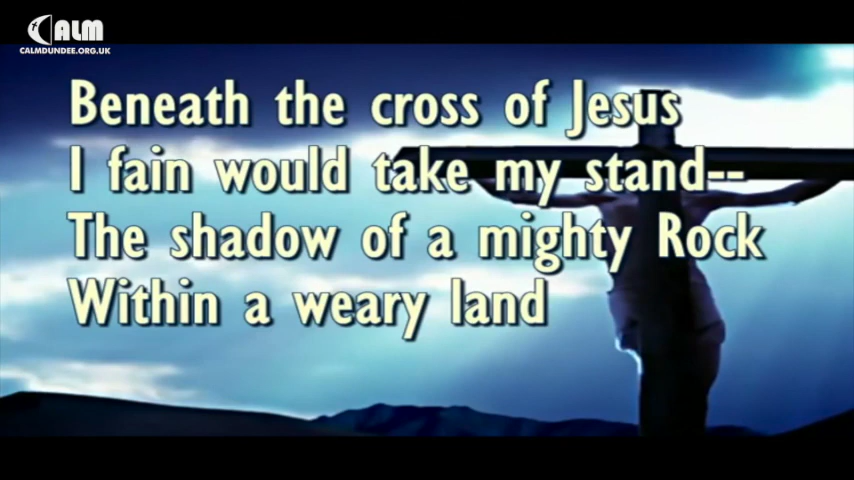 CALM
CALMDUNDEE.ORG.UK
Beneath the cross of Jesus
I fain would take my stand--
The shadow of a mighty Rock
Within a weary land